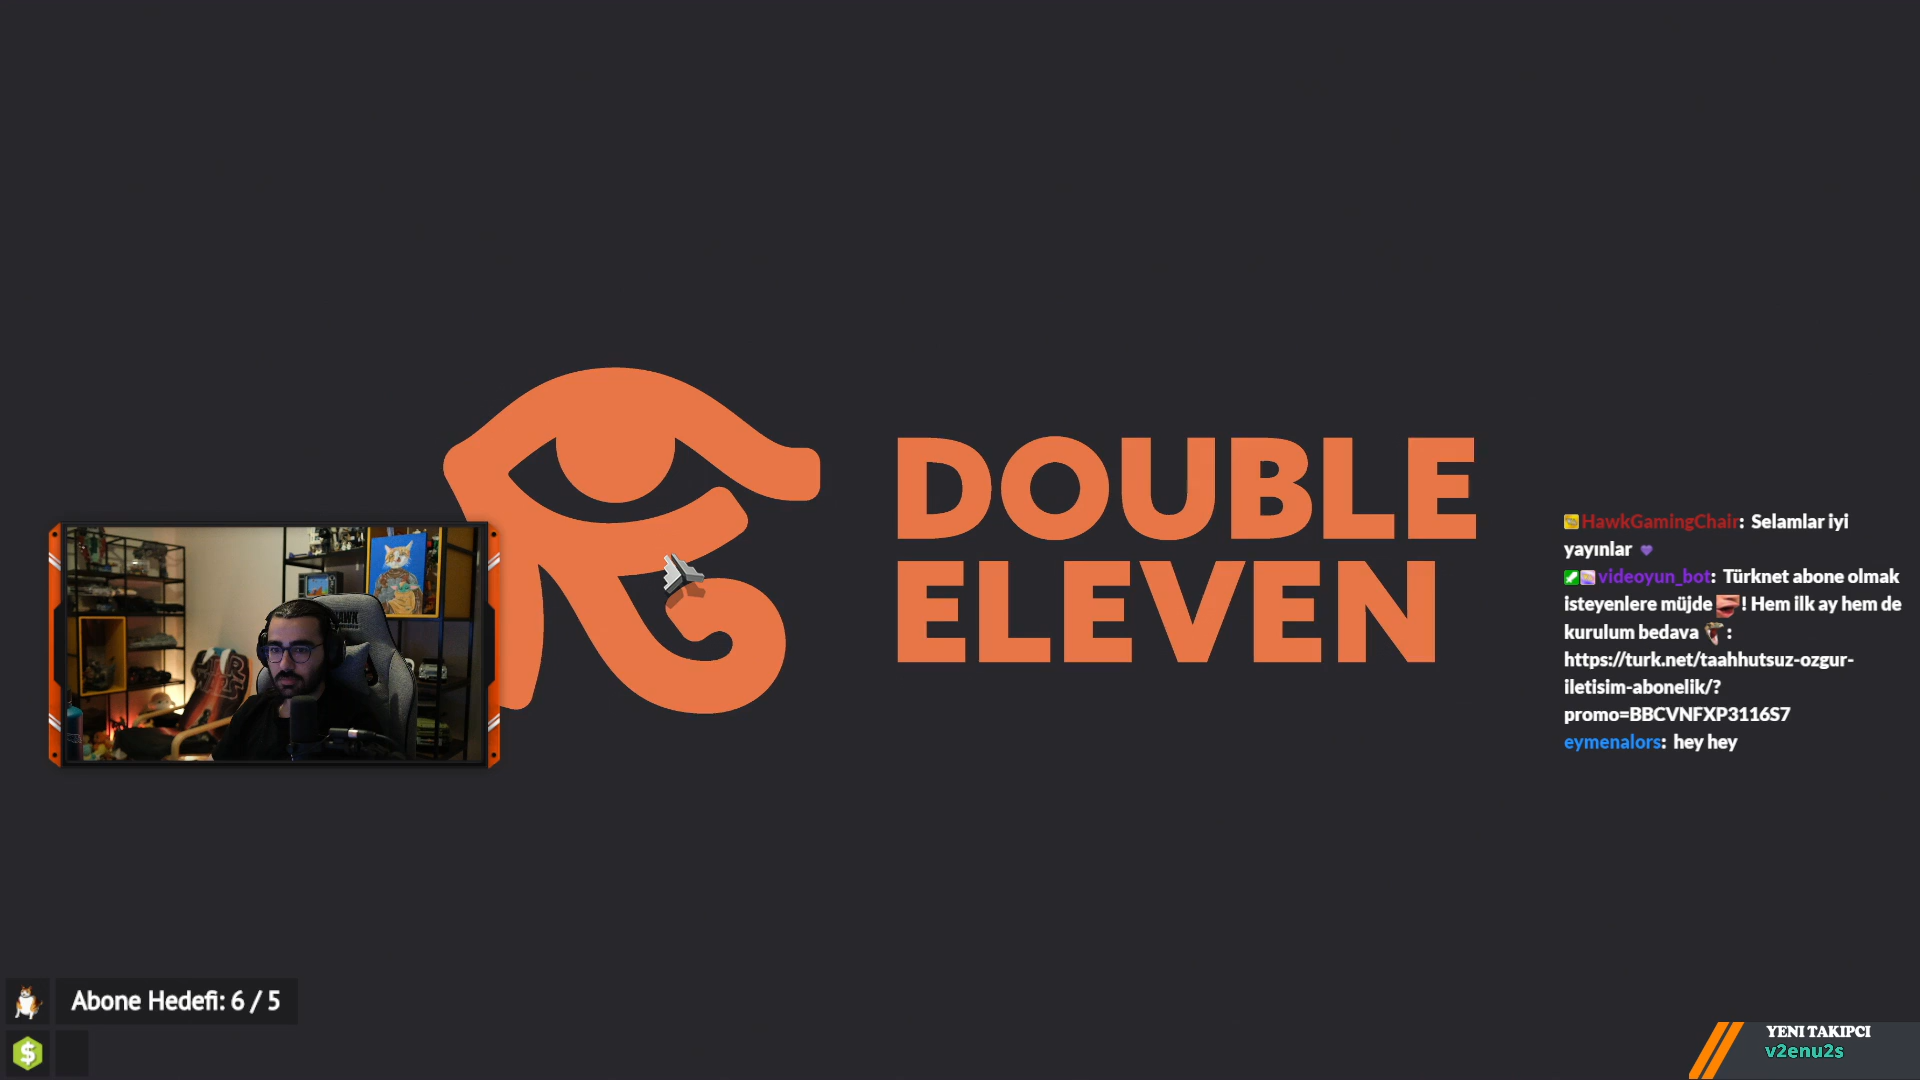 DOUBLE
ELEVEN
HawkGamingChair: Selamlar iyi
yayınlar
videoyun_bot: Türknet abone olmak
isteyenlere müjde ! Hem ilk ay hem de
kurulum bedava :
https://turk.net/taahhutsuz-ozgur-
iletisim-abonelik/?
promo=BBCVNFXP3116S7
eymenalors: hey hey
Abone Hedefi: 6 / 5
YENI TAKIPCI
v2enu2s